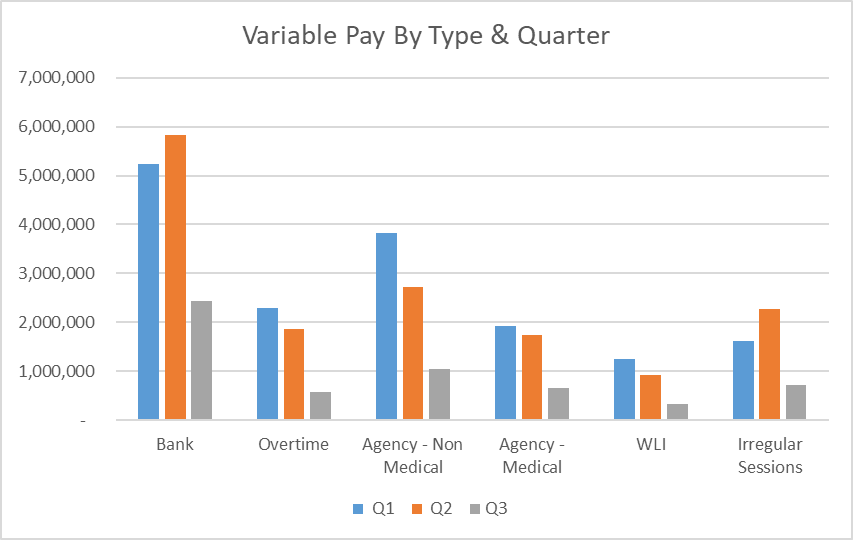 Variable Pay By Type & Quarter
7,000,000
6,000,000
5,000,000
4,000,000
3,000,000
2,000,000
1,000,000
-
Bank
Overtime
Agency - Non
Medical
Agency -
Medical
WLI
Irregular
Sessions
Q1
Q2
Q3